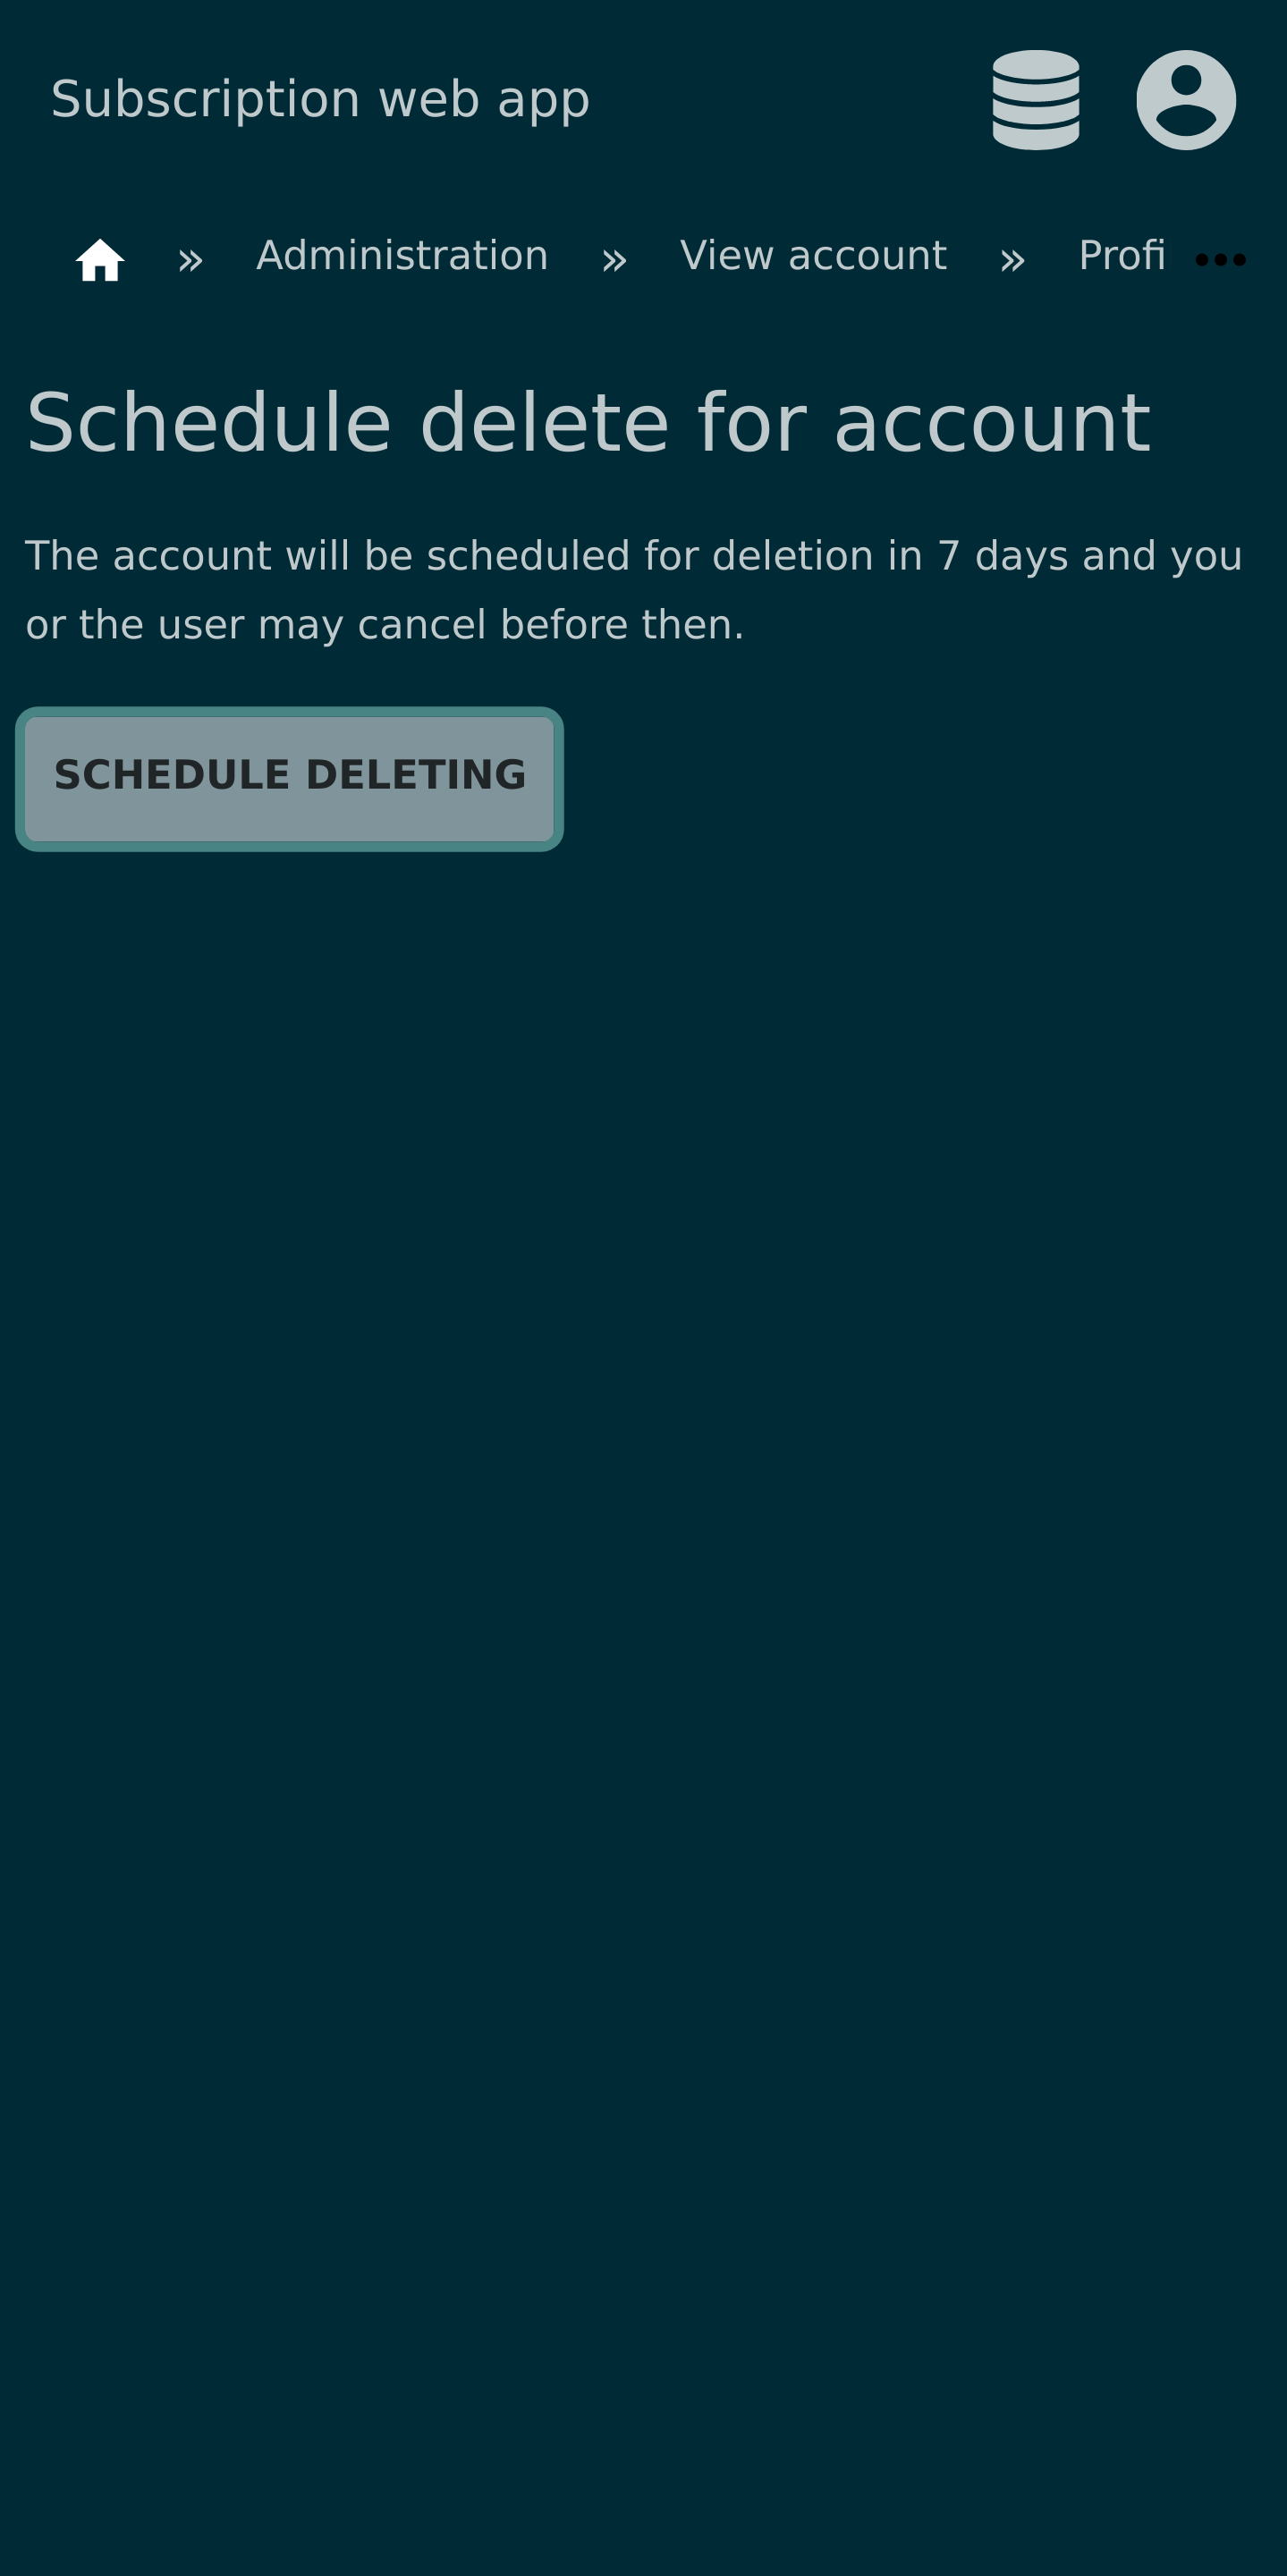 Subscription web app
» Administration » View account » Profi •••
Schedule delete for account
The account will be scheduled for deletion in 7 days and you
or the user may cancel before then.
SCHEDULE DELETING